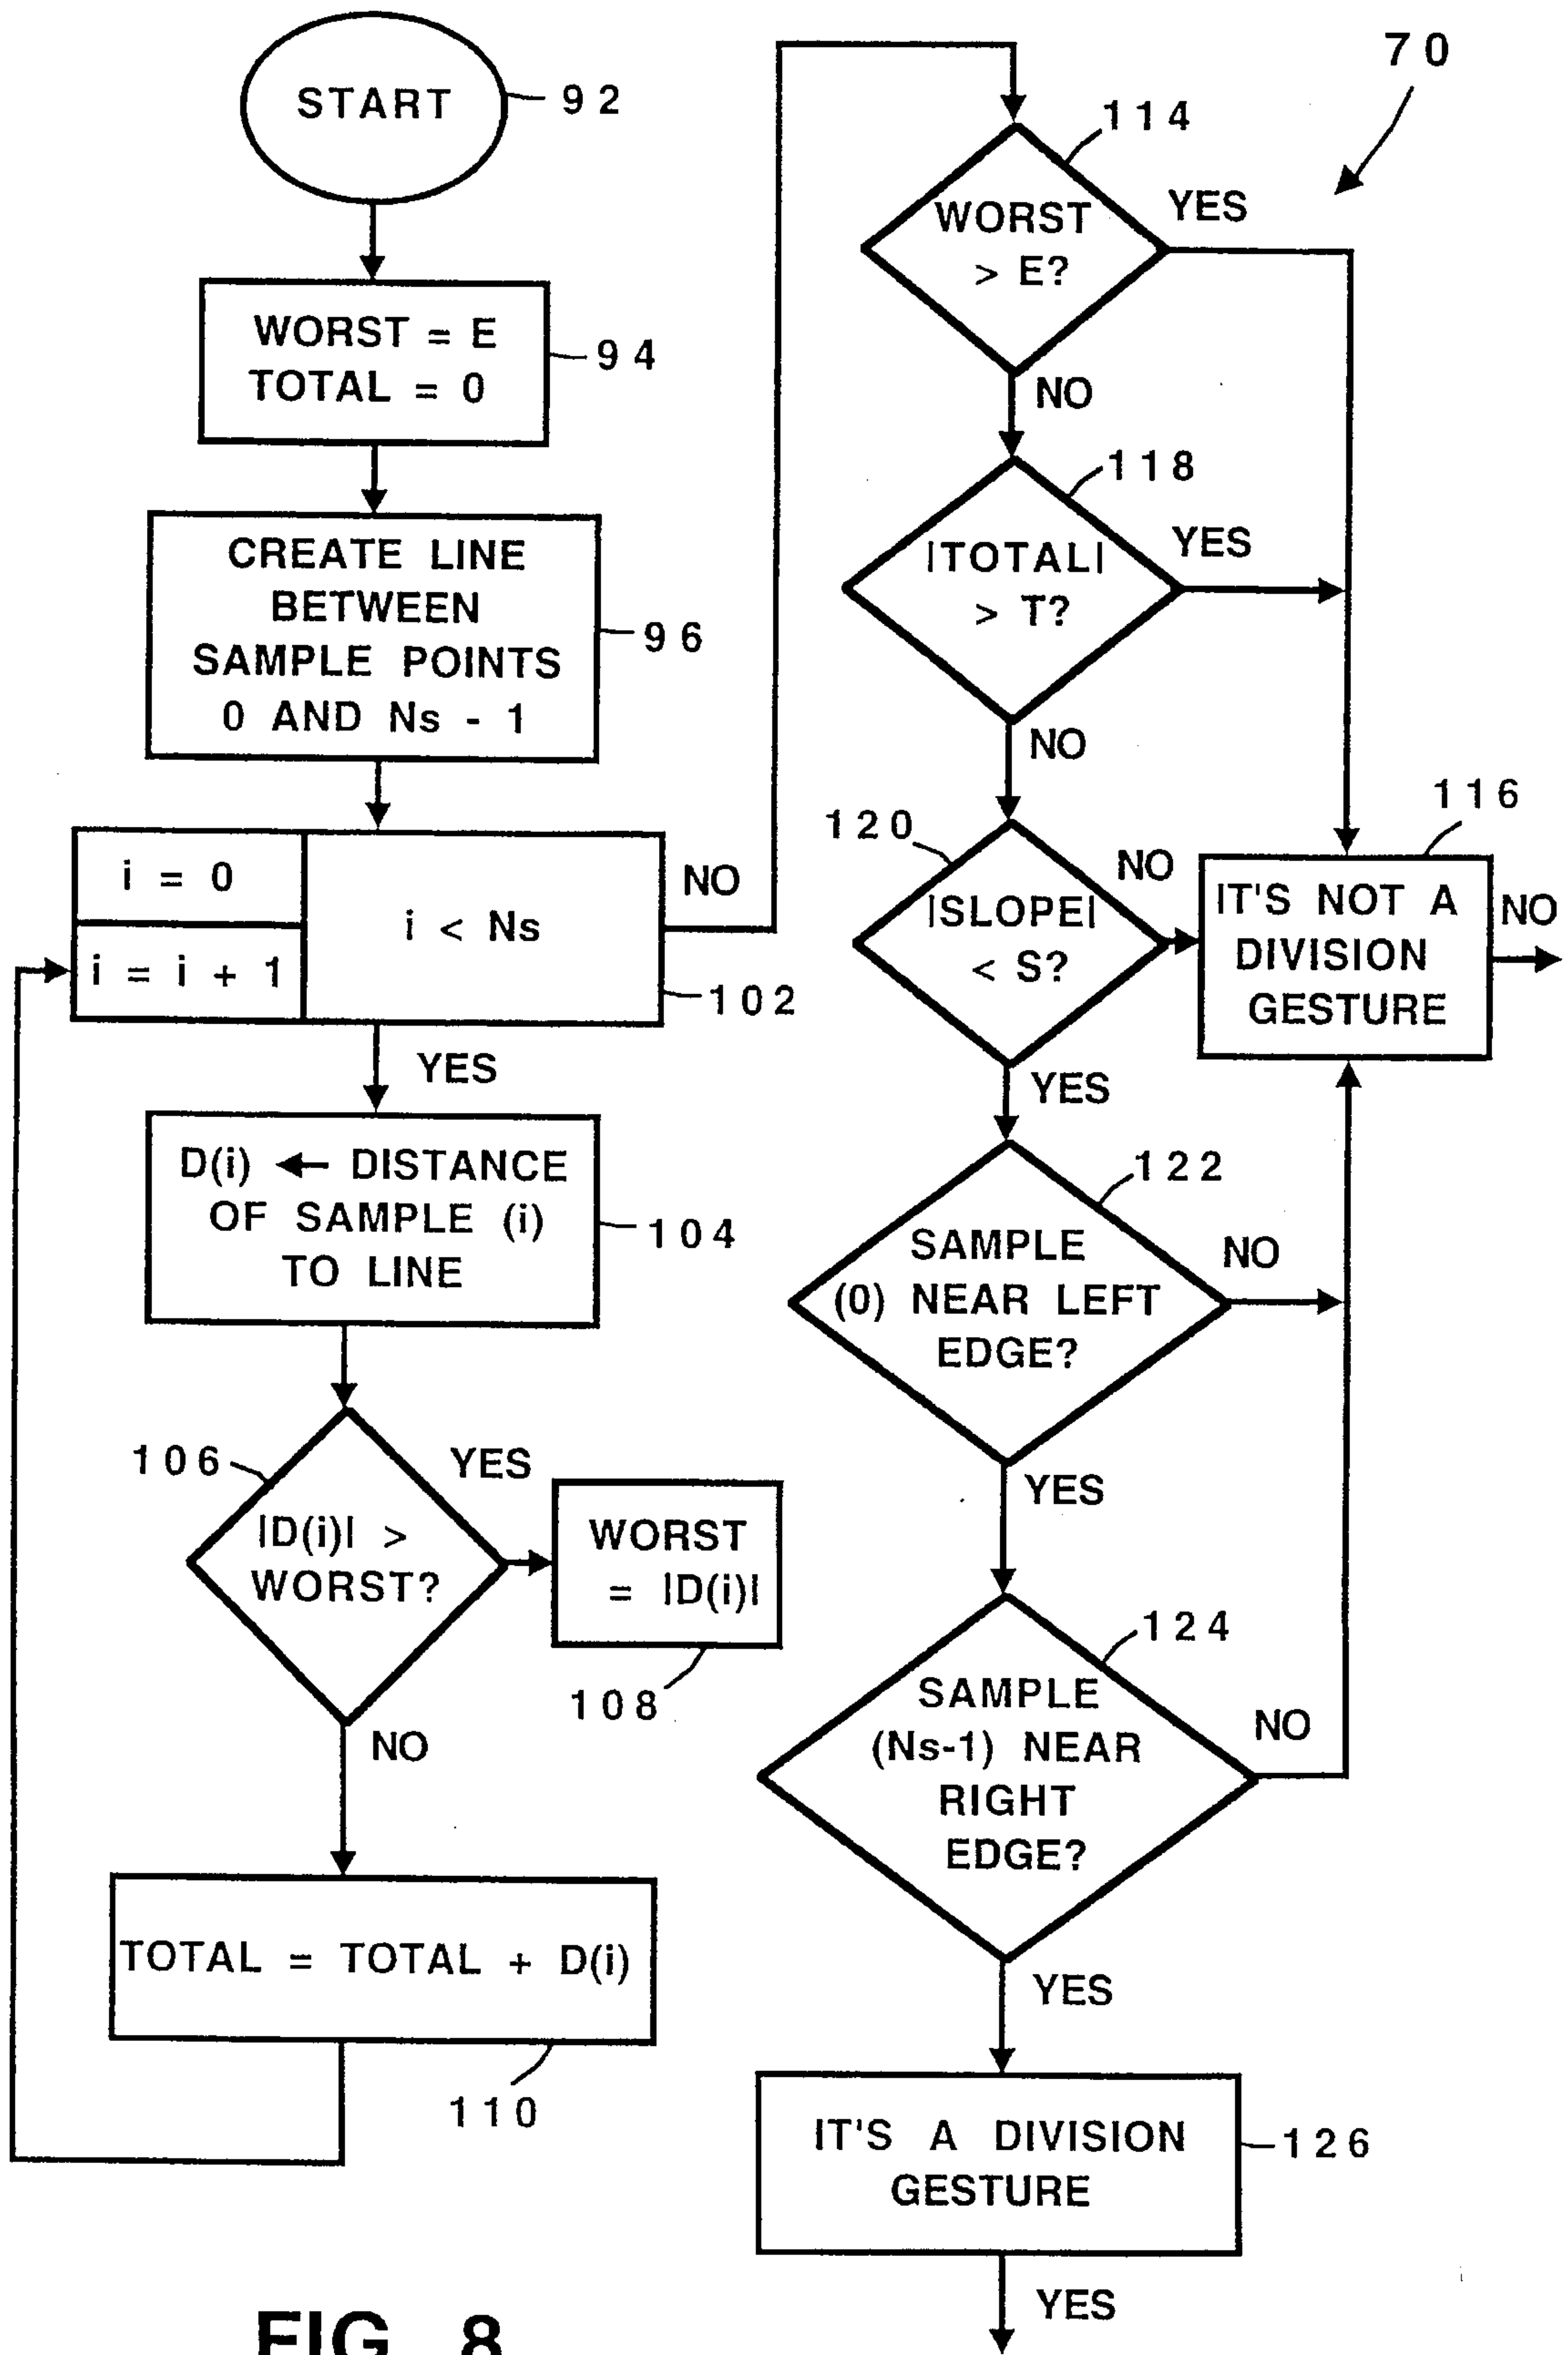 START
92
WORST = E
TOTAL = 0
94
CREATE LINE
BETWEEN
SAMPLE POINTS
0 AND Ns - 1
96
i = 0
i = i + 1
i < Ns
NO
102
YES
D(i) ← DISTANCE
OF SAMPLE (i)
TO LINE
104
106
|D(i)| >
WORST?
YES
WORST
= |D(i)|
108
NO
TOTAL = TOTAL + D(i)
110
70
114
WORST
> E?
YES
NO
118
|TOTAL|
> T?
YES
NO
120
|SLOPE|
< S?
NO
116
IT'S NOT A
DIVISION
GESTURE
NO
YES
122
SAMPLE
(0) NEAR LEFT
EDGE?
NO
YES
124
SAMPLE
(Ns-1) NEAR
RIGHT
EDGE?
NO
YES
IT'S A DIVISION
GESTURE
126
YES
FIG. 8